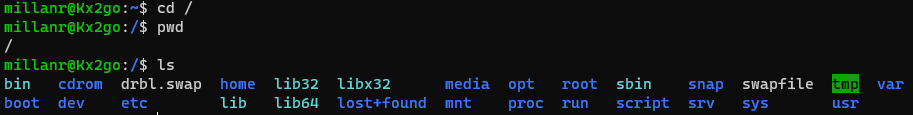 millanr@Kx2go:~$ cd /
millanr@Kx2go:/$ pwd
/
millanr@Kx2go:/$ ls
bin cdrom drbl.swap home lib32 libx32 media opt root sbin snap swapfile tmp var
boot dev etc lib lib64 lost+found mnt proc run script srv sys usr